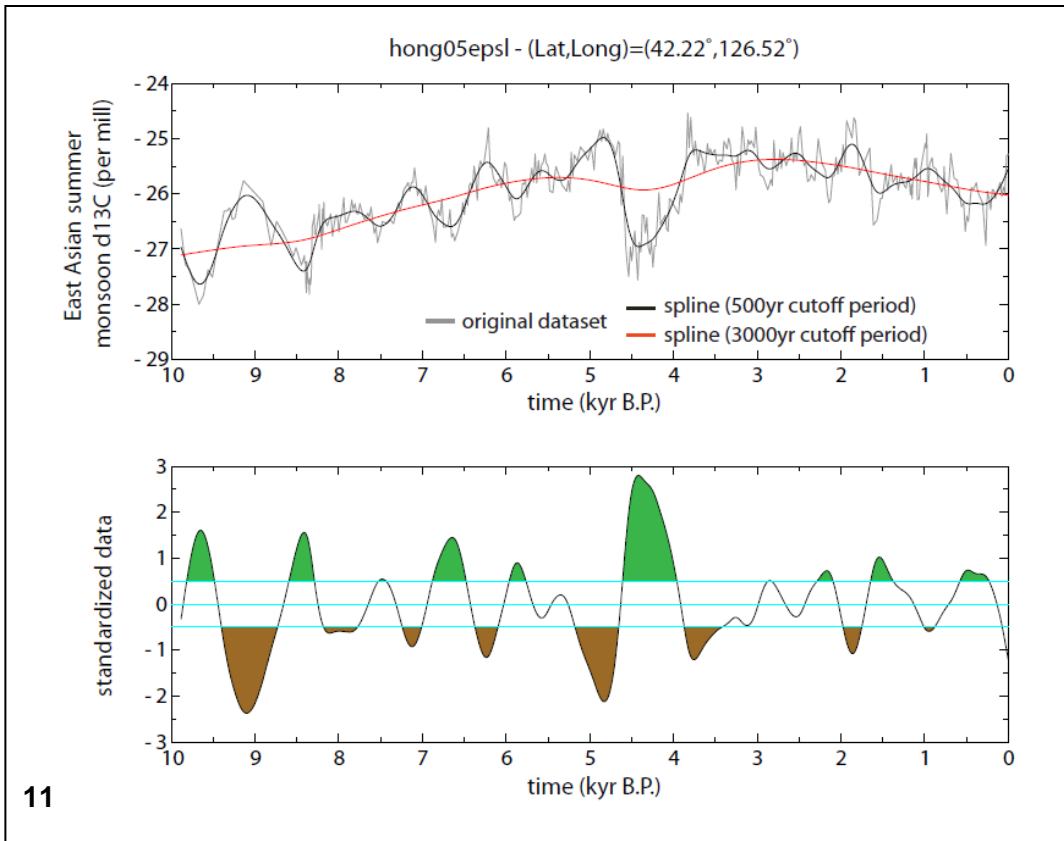 hong05epsl - (Lat,Long)=(42.22°,126.52°)
East Asian summer
monsoon d13C (per mill)
- 24
- 25
- 26
- 27
- 28
- 29
original dataset
spline (500yr cutoff period)
spline (3000yr cutoff period)
10 9 8 7 6 5 4 3 2 1 0
time (kyr B.P.)
standardized data
3
2
1
0
- 1
- 2
- 3
10 9 8 7 6 5 4 3 2 1 0
time (kyr B.P.)
11